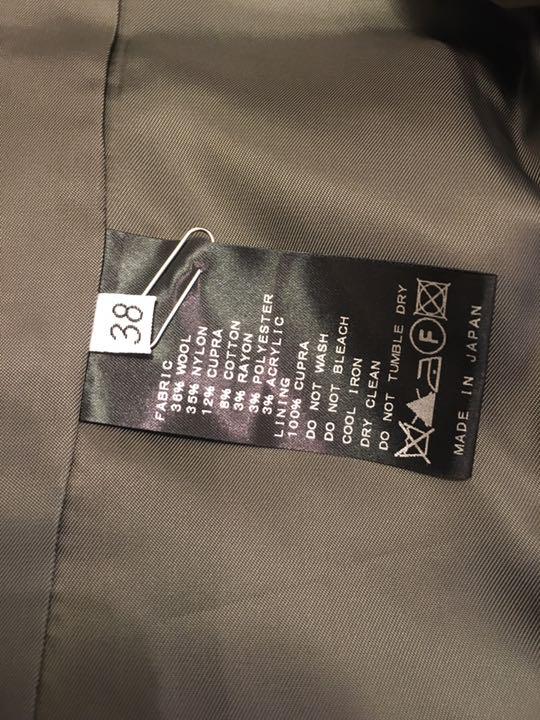 38
FABRIC
36% WOOL
35% NYLON
12% CUPRA
8% COTTON
3% RAYON
3% POLYESTER
3% ACRYLIC
LINING
100% CUPRA
DO NOT WASH
DO NOT BLEACH
COOL IRON
DRY CLEAN
DO NOT TUMBLE DRY
F
MADE IN JAPAN